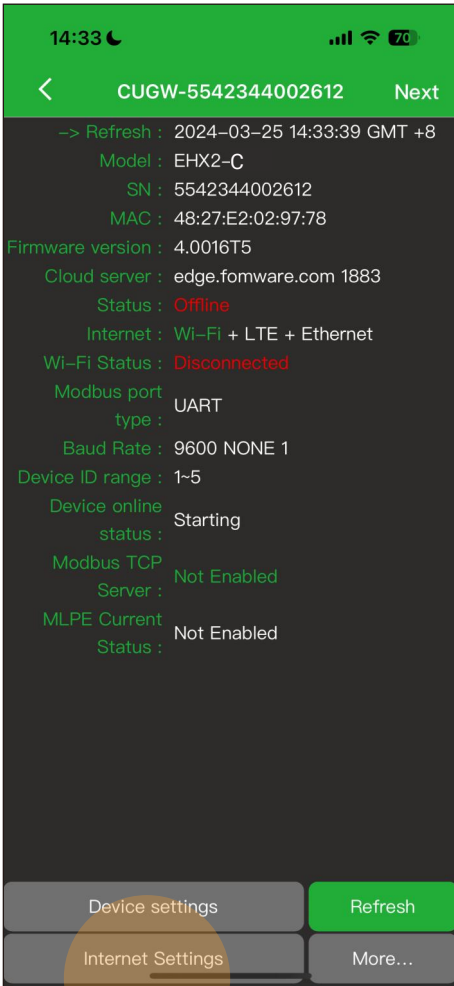 14:33
70
CUGW-5542344002612 Next
-> Refresh : 2024-03-25 14:33:39 GMT +8
Model : EHX2-C
SN : 5542344002612
MAC : 48:27:E2:02:97:78
Firmware version : 4.0016T5
Cloud server : edge.fomware.com 1883
Status : Offline
Internet : Wi-Fi + LTE + Ethernet
Wi-Fi Status : Disconnected
Modbus port
type : UART
Baud Rate : 9600 NONE 1
Device ID range : 1~5
Device online
status : Starting
Modbus TCP
Server : Not Enabled
MLPE Current
Status : Not Enabled
Device settings Refresh
Internet Settings More...